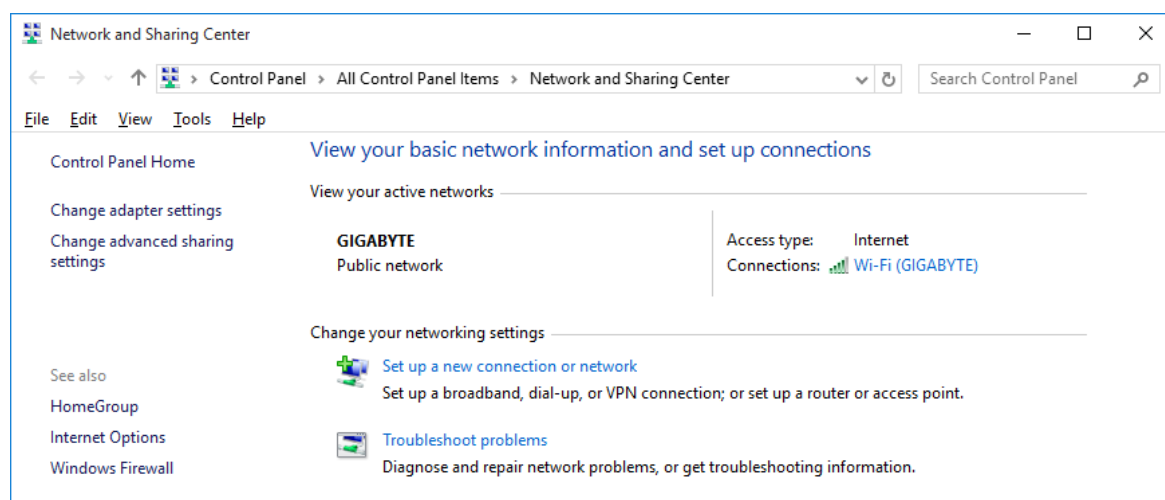 Network and Sharing Center
Control Panel > All Control Panel Items > Network and Sharing Center
Search Control Panel
File Edit View Tools Help
Control Panel Home
Change adapter settings
Change advanced sharing
settings
See also
HomeGroup
Internet Options
Windows Firewall
View your basic network information and set up connections
View your active networks
GIGABYTE
Public network
Access type: Internet
Connections: Wi-Fi (GIGABYTE)
Change your networking settings
Set up a new connection or network
Set up a broadband, dial-up, or VPN connection; or set up a router or access point.
Troubleshoot problems
Diagnose and repair network problems, or get troubleshooting information.